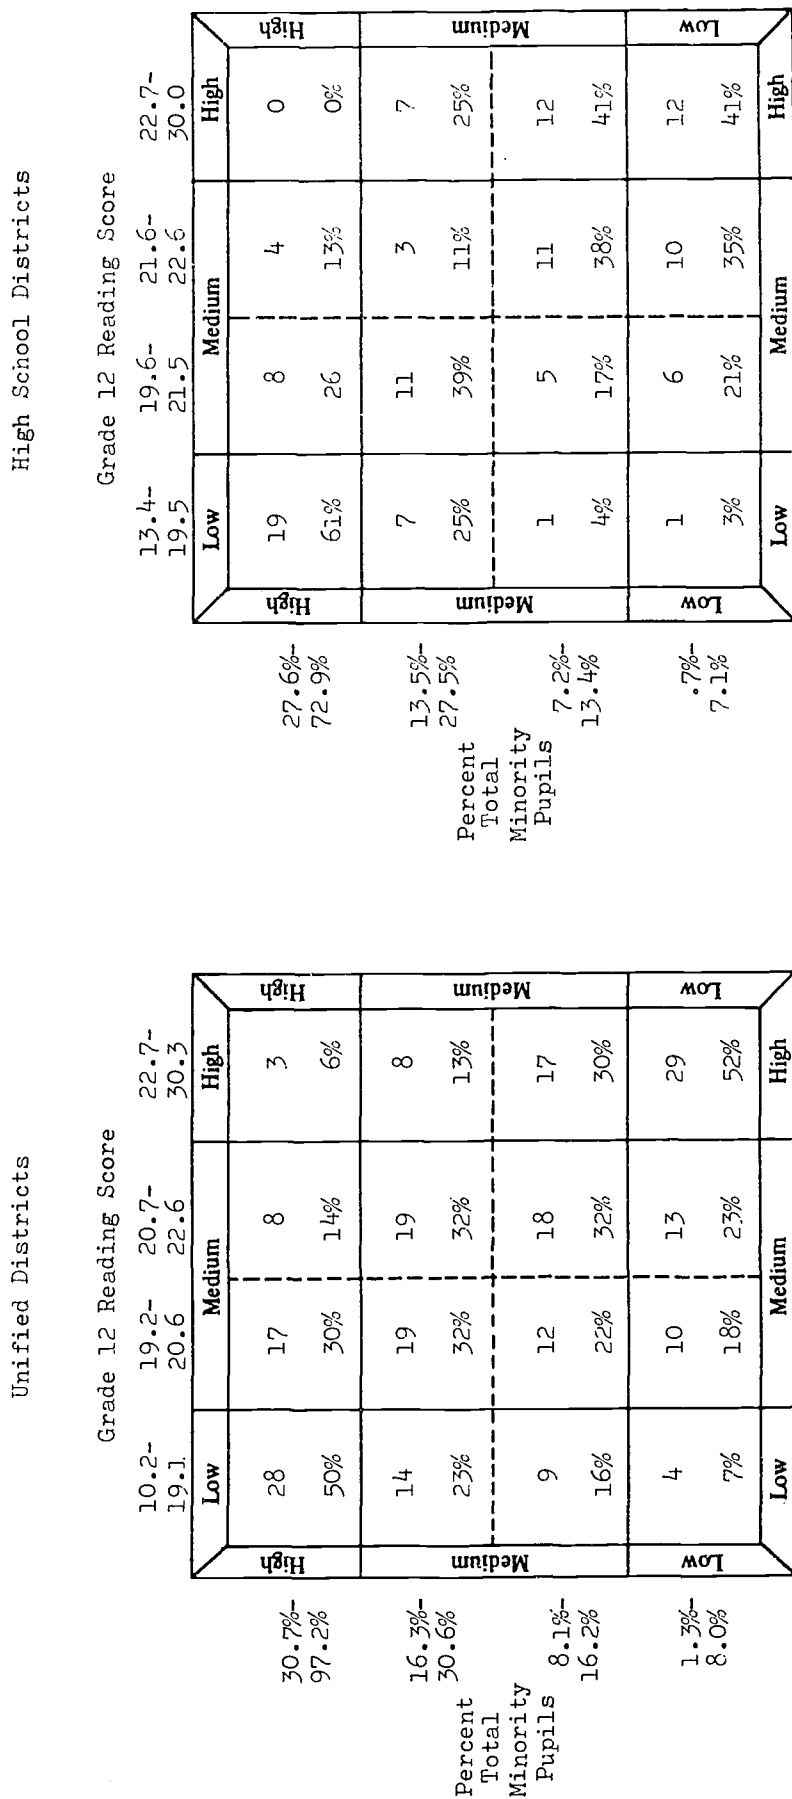 Unified Districts
Grade 12 Reading Score
10.2- 19.2- 20.7- 22.7-
19.1 20.6 22.6 30.3
Low Medium High
Percent
Total
Minority
Pupils
30.7%-
97.2%
High 28 17 8 3 High
50% 30% 14% 6%
16.3%-
30.6%
Medium 14 19 19 8 Medium
23% 32% 32% 13%
8.1%-
16.2%
9 12 18 17
16% 22% 32% 30%
1.3%-
8.0%
Low 4 10 13 29 Low
7% 18% 23% 52%
Low Medium High
High School Districts
Grade 12 Reading Score
13.4- 19.6- 21.6- 22.7-
19.5 21.5 22.6 30.0
Low Medium High
Percent
Total
Minority
Pupils
27.6%-
72.9%
High 19 8 4 0 High
61% 26 13% 0%
13.5%-
27.5%
Medium 7 11 3 7 Medium
25% 39% 11% 25%
7.2%-
13.4%
1 5 11 12
4% 17% 38% 41%
.7%-
7.1%
Low 1 6 10 12 Low
3% 21% 35% 41%
Low Medium High